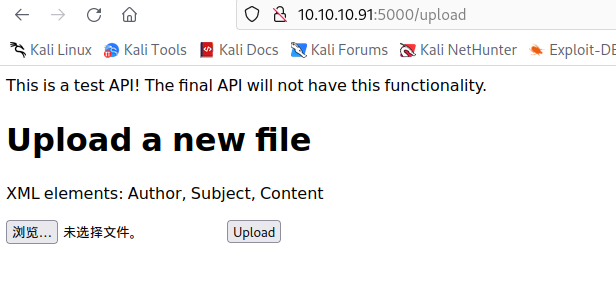 10.10.10.91:5000/upload
Kali Linux Kali Tools Kali Docs Kali Forums Kali NetHunter Exploit-DB
This is a test API! The final API will not have this functionality.
Upload a new file
XML elements: Author, Subject, Content
浏览… 未选择文件。 Upload